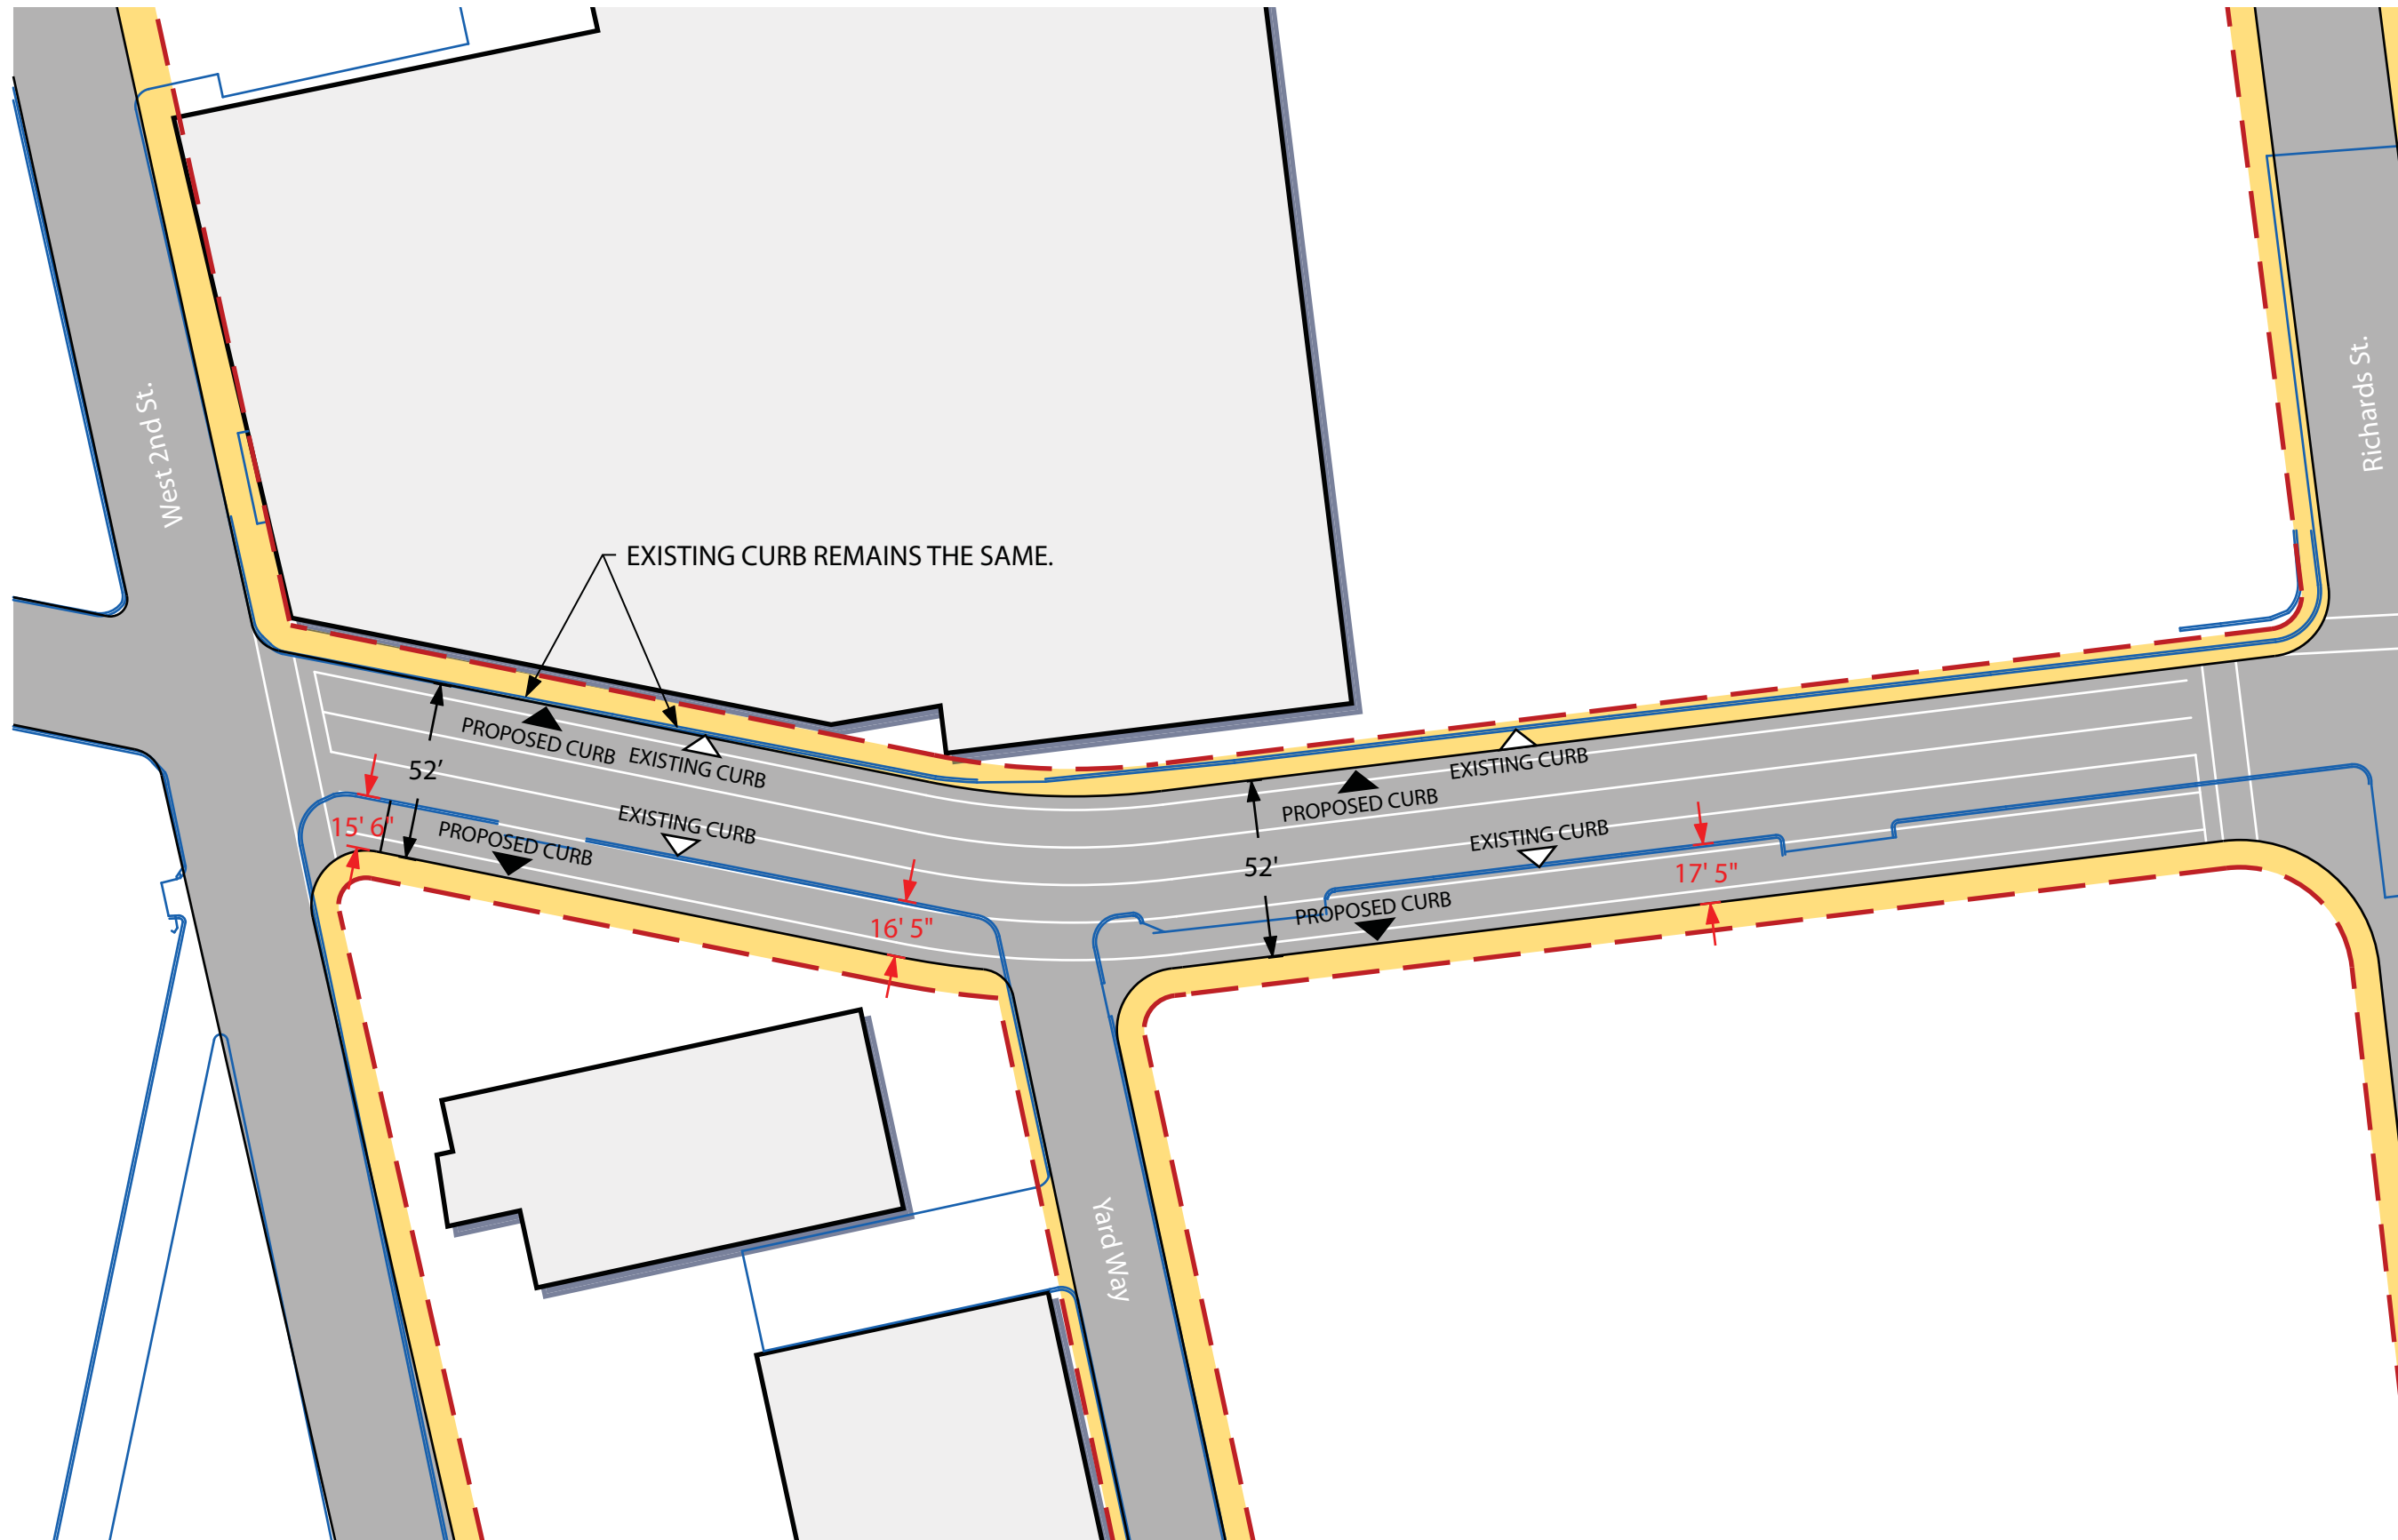 West 2nd St.
Richards St.
EXISTING CURB REMAINS THE SAME.
PROPOSED CURB
EXISTING CURB
52’
EXISTING CURB
PROPOSED CURB
15' 6"
EXISTING CURB
PROPOSED CURB
EXISTING CURB
52'
17' 5"
PROPOSED CURB
16' 5"
Yard Way